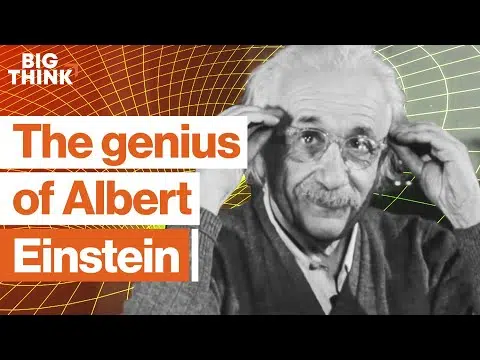 BIG
THINK
The genius
of Albert
Einstein